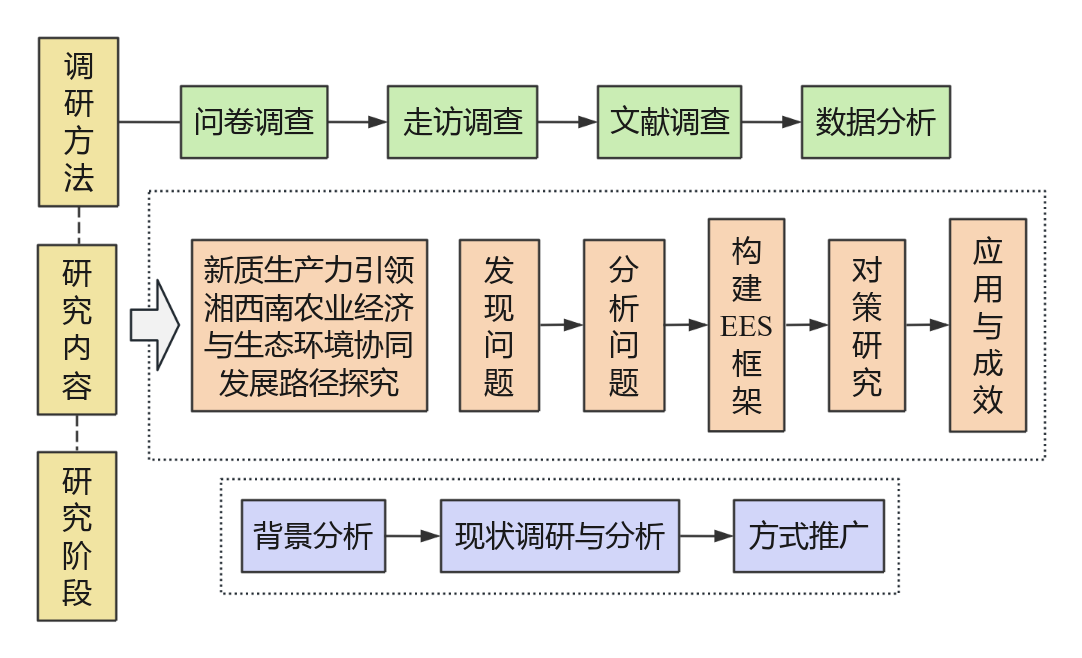 调研方法
问卷调查
走访调查
文献调查
数据分析
研究内容
新质生产力引领
湘西南农业经济
与生态环境协同
发展路径探究
发现问题
分析问题
构建EES框架
对策研究
应用与成效
研究阶段
背景分析
现状调研与分析
方式推广